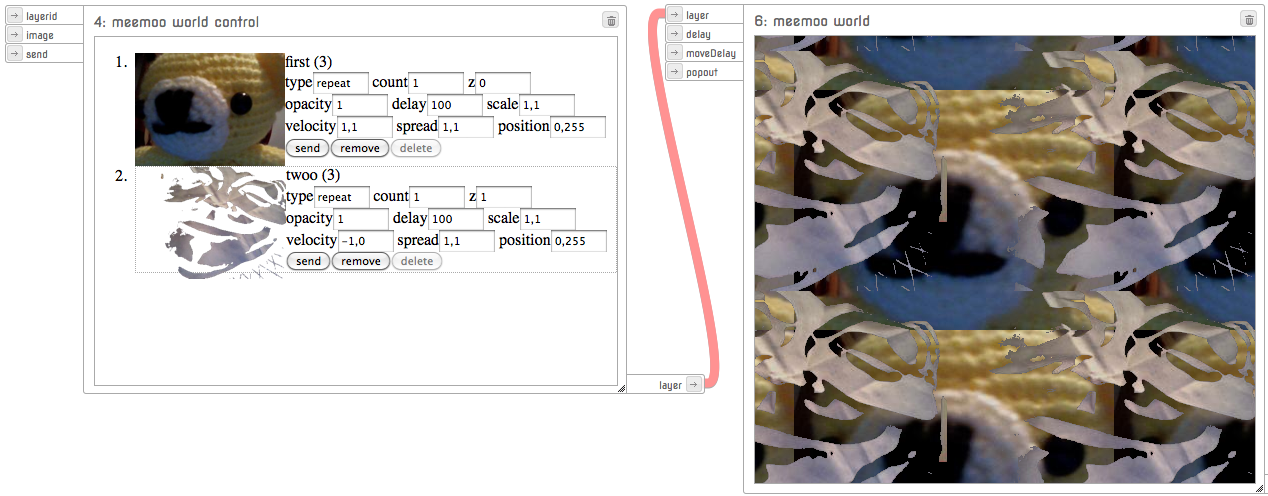 layerid
image
send
4: meemoo world control
1.
first (3)
type repeat count 1 z 0
opacity 1 delay 100 scale 1,1
velocity 1,1 spread 1,1 position 0,255
send remove delete
2.
twoo (3)
type repeat count 1 z 1
opacity 1 delay 100 scale 1,1
velocity -1,0 spread 1,1 position 0,255
send remove delete
layer
layer
delay
moveDelay
popout
6: meemoo world